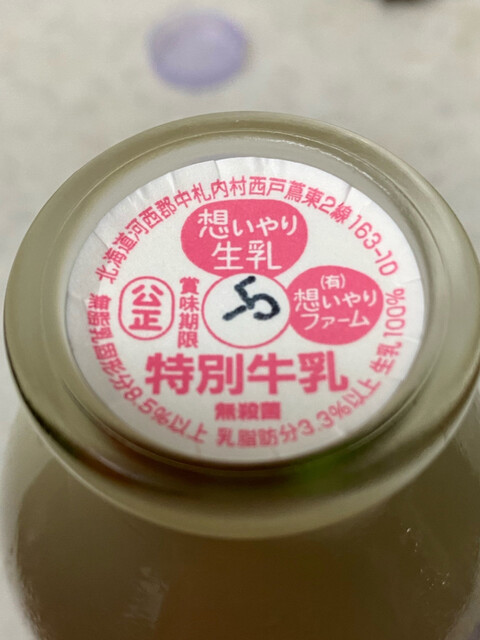 北海道河西郡中札内村西戸蔦東2線163-10
想いやり
生乳
公正
賞味期限
(有)
想いやり
ファーム
特別牛乳
無殺菌
無脂乳固形分8.5%以上 乳脂肪分3.3%以上 生乳100%